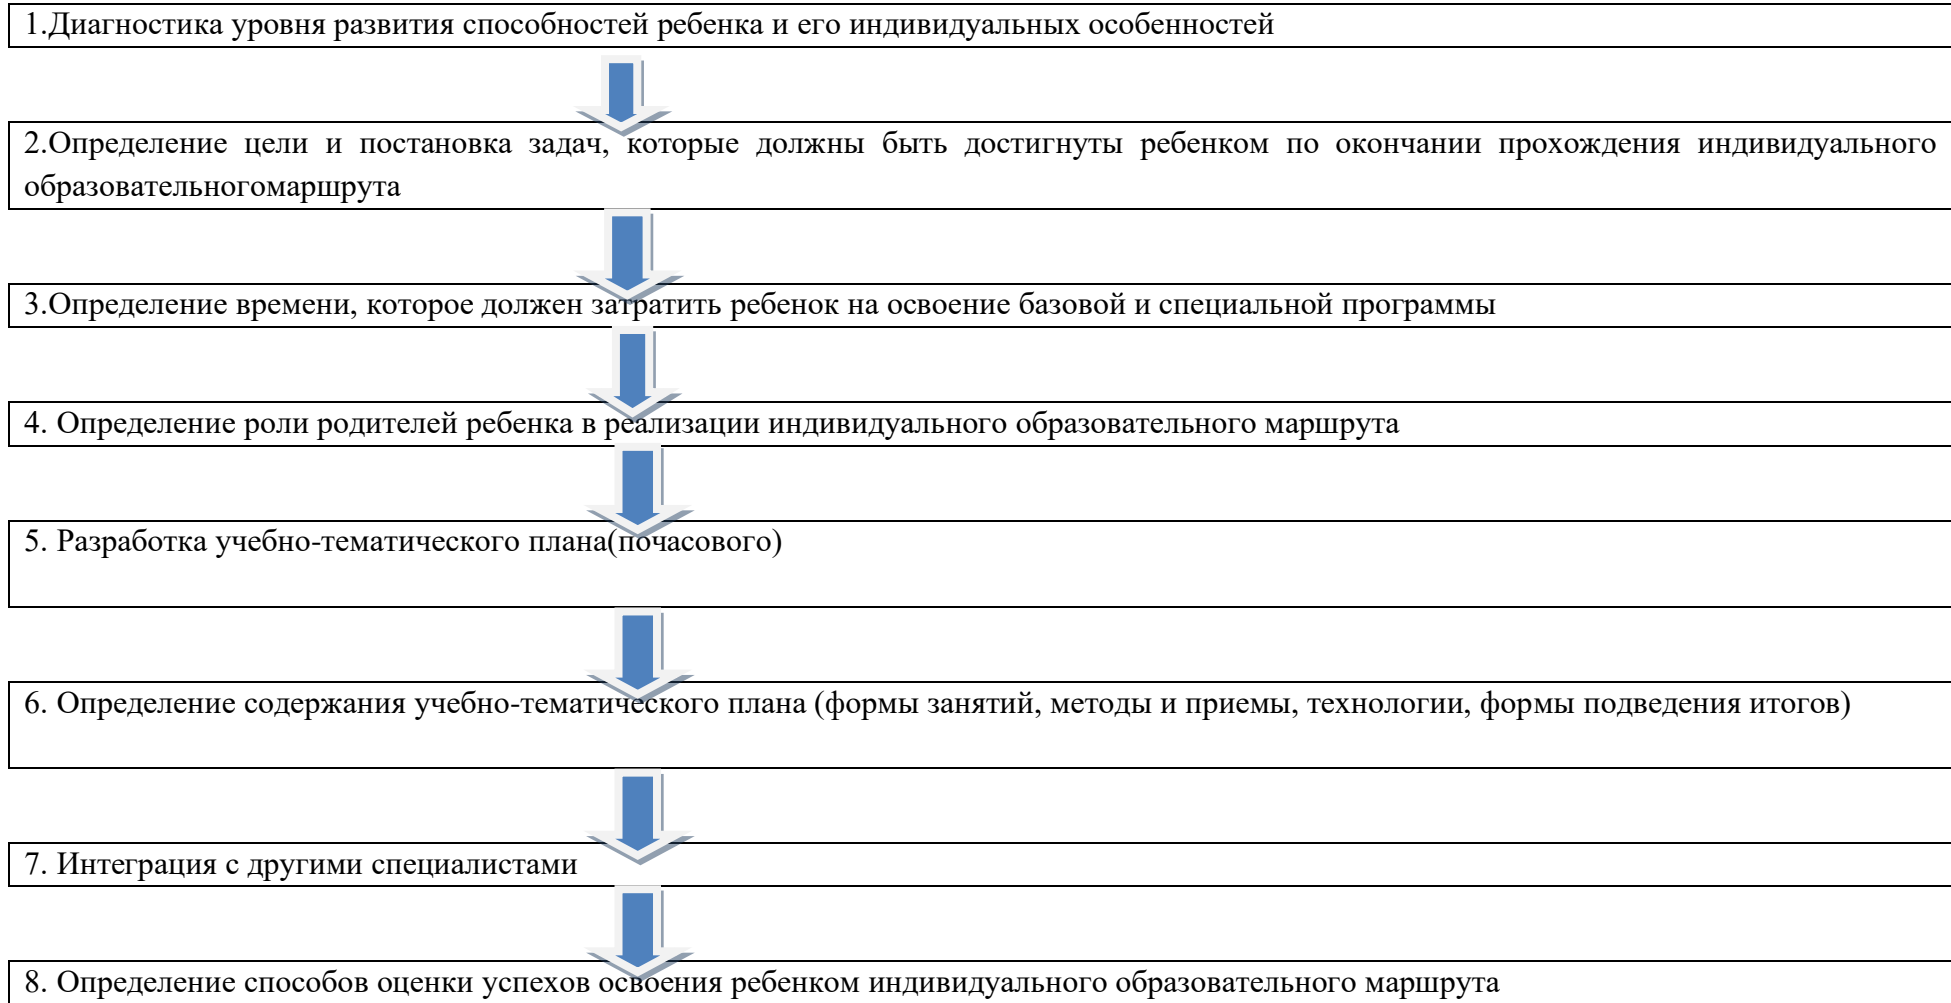 1.Диагностика уровня развития способностей ребенка и его индивидуальных особенностей
2.Определение цели и постановка задач, которые должны быть достигнуты ребенком по окончании прохождения индивидуального
образовательногомаршрута
3.Определение времени, которое должен затратить ребенок на освоение базовой и специальной программы
4. Определение роли родителей ребенка в реализации индивидуального образовательного маршрута
5. Разработка учебно-тематического плана(почасового)
6. Определение содержания учебно-тематического плана (формы занятий, методы и приемы, технологии, формы подведения итогов)
7. Интеграция с другими специалистами
8. Определение способов оценки успехов освоения ребенком индивидуального образовательного маршрута